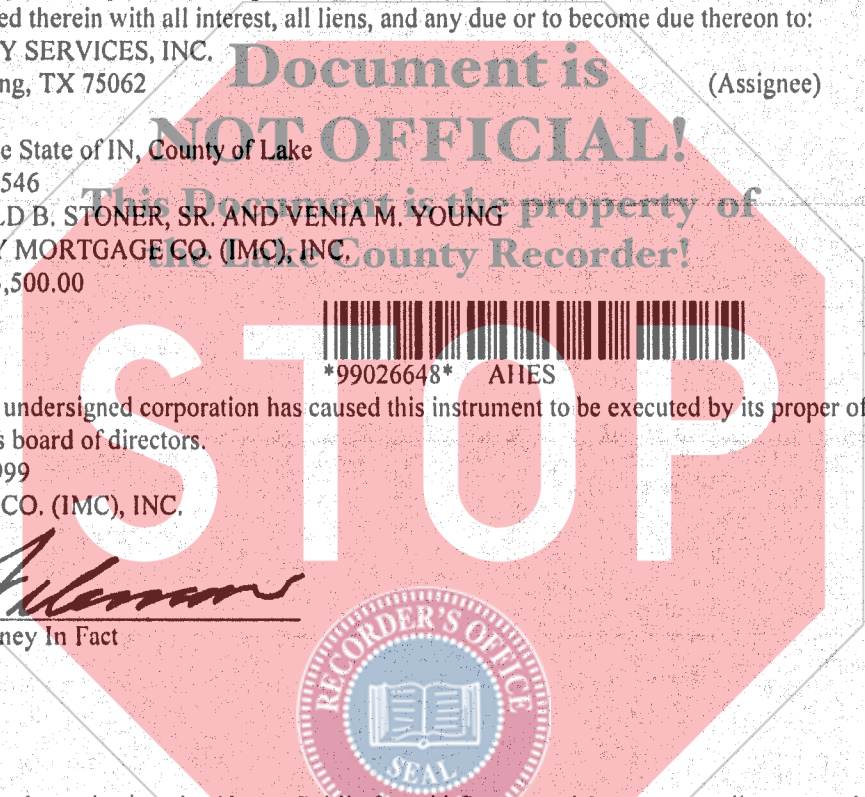 ed therein with all interest, all liens, and any due or to become due thereon to:
Y SERVICES, INC.
ng, TX 75062 (Assignee)
Document is
NOT OFFICIAL!
This Document is the property of
the Lake County Recorder!
e State of IN, County of Lake
546
LD B. STONER, SR. AND VENIA M. YOUNG
Y MORTGAGE CO. (IMC), INC.
,500.00
*99026648* AHES
STOP
undersigned corporation has caused this instrument to be executed by its proper of
s board of directors.
999
CO. (IMC), INC.
ney In Fact
RECORDER'S OFFICE
SEAL